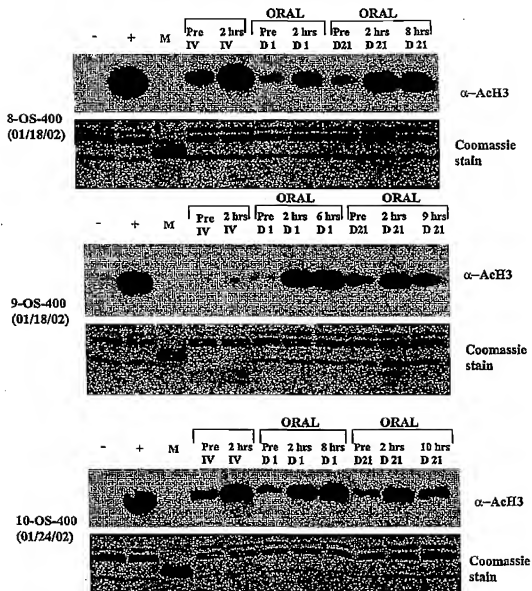 ORAL ORAL
- + M Pre 2 hrs Pre 2 hrs Pre 2 hrs 8 hrs
IV IV D 1 D 1 D21 D 21 D 21
α-AcH3
8-OS-400
(01/18/02)
Coomassie
stain
ORAL ORAL
- + M Pre 2 hrs Pre 2 hrs 6 hrs Pre 2 hrs 9 hrs
IV IV D 1 D 1 D 1 D21 D 21 D 21
α-AcH3
9-OS-400
(01/18/02)
Coomassie
stain
ORAL ORAL
- + M Pre 2 hrs Pre 2 hrs 8hrs Pre 2 hrs 10 hrs
IV IV D 1 D 1 D 1 D21 D 21 D 21
α-AcH3
10-OS-400
(01/24/02)
Coomassie
stain